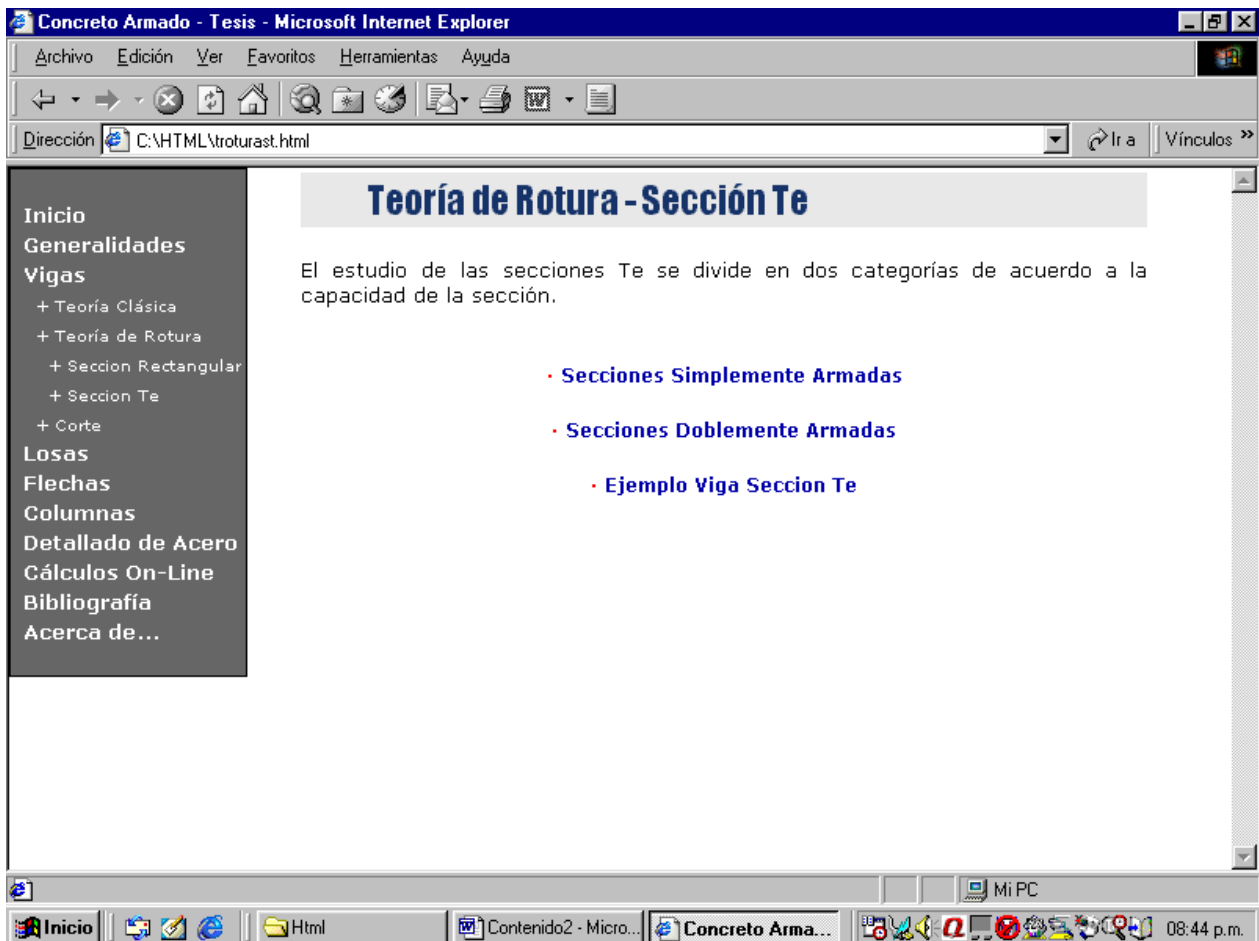 Concreto Armado - Tesis - Microsoft Internet Explorer
Archivo Edición Ver Favoritos Herramientas Ayuda
Dirección C:\HTML\troturast.html Ir a Vínculos »
Inicio
Generalidades
Vigas
+ Teoría Clásica
+ Teoría de Rotura
+ Seccion Rectangular
+ Seccion Te
+ Corte
Losas
Flechas
Columnas
Detallado de Acero
Cálculos On-Line
Bibliografía
Acerca de...
Teoría de Rotura - Sección Te
El estudio de las secciones Te se divide en dos categorías de acuerdo a la
capacidad de la sección.
· Secciones Simplemente Armadas
· Secciones Doblemente Armadas
· Ejemplo Viga Seccion Te
Mi PC
Inicio Html Contenido2 - Micro... Concreto Arma... 08:44 p.m.